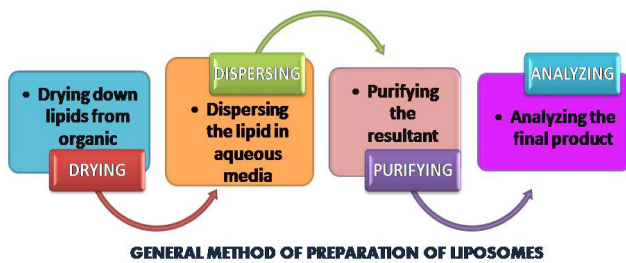 • Drying down
lipids from
organic
DRYING
DISPERSING
• Dispersing
the lipid in
aqueous
media
• Purifying
the
resultant
PURIFYING
ANALYZING
• Analyzing the
final product
GENERAL METHOD OF PREPARATION OF LIPOSOMES